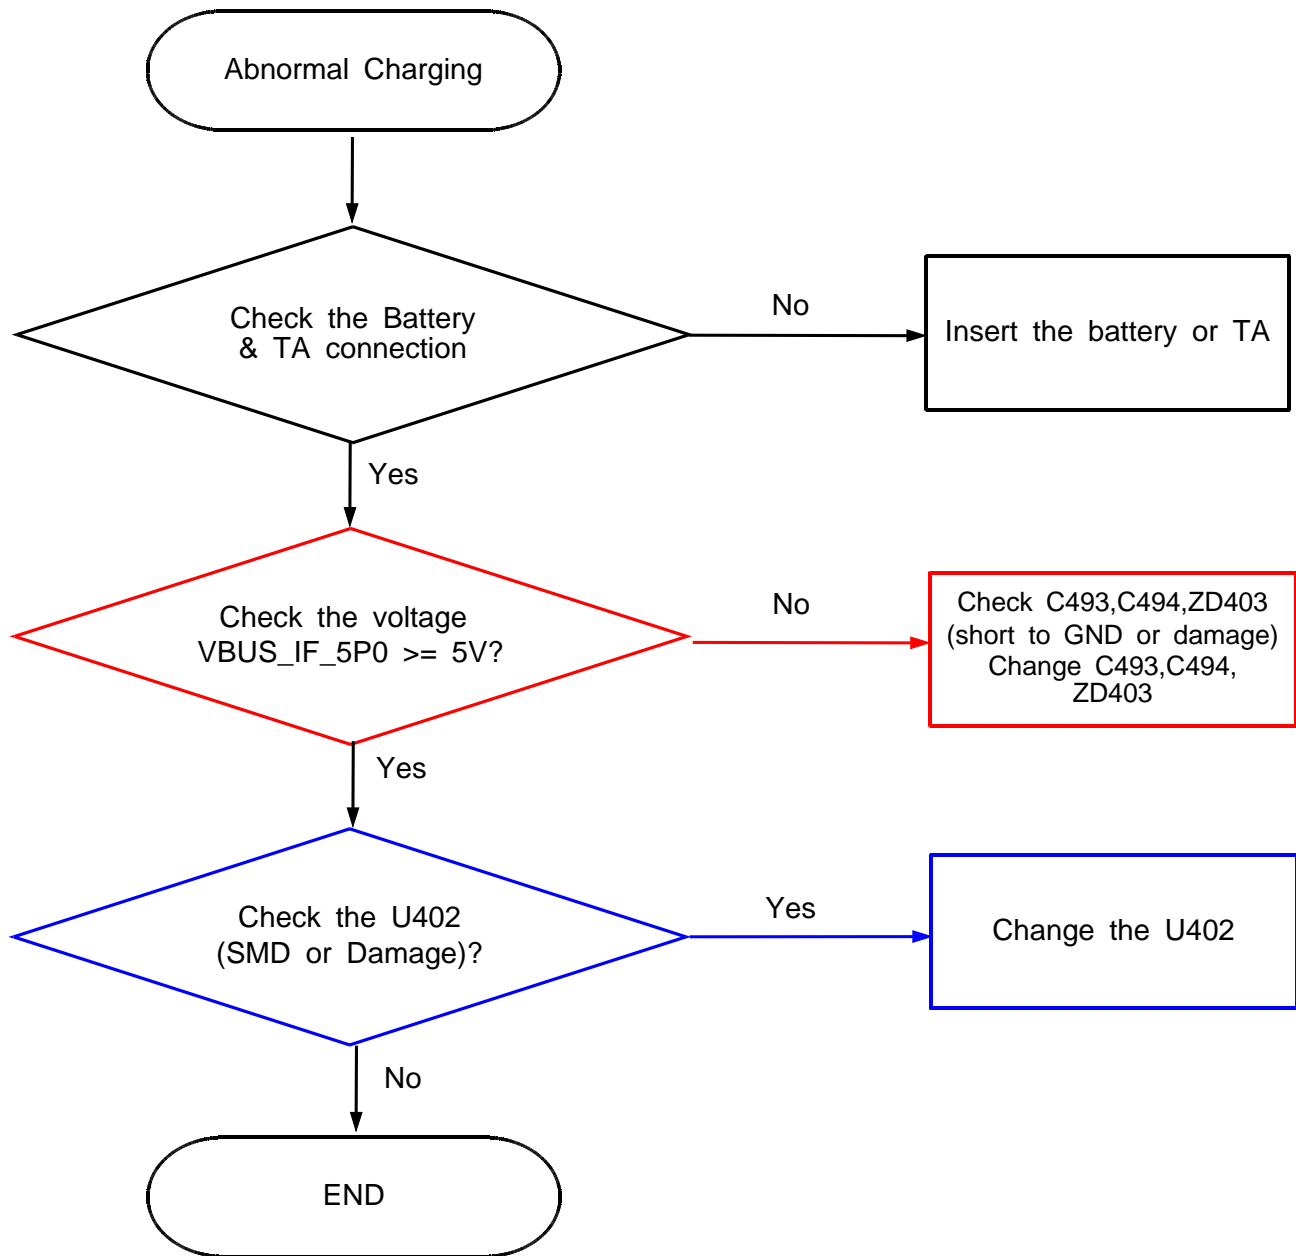 Abnormal Charging
Check the Battery
& TA connection
No
Insert the battery or TA
Yes
Check the voltage
VBUS_IF_5P0 >= 5V?
No
Check C493,C494,ZD403
(short to GND or damage)
Change C493,C494,
ZD403
Yes
Check the U402
(SMD or Damage)?
Yes
Change the U402
No
END